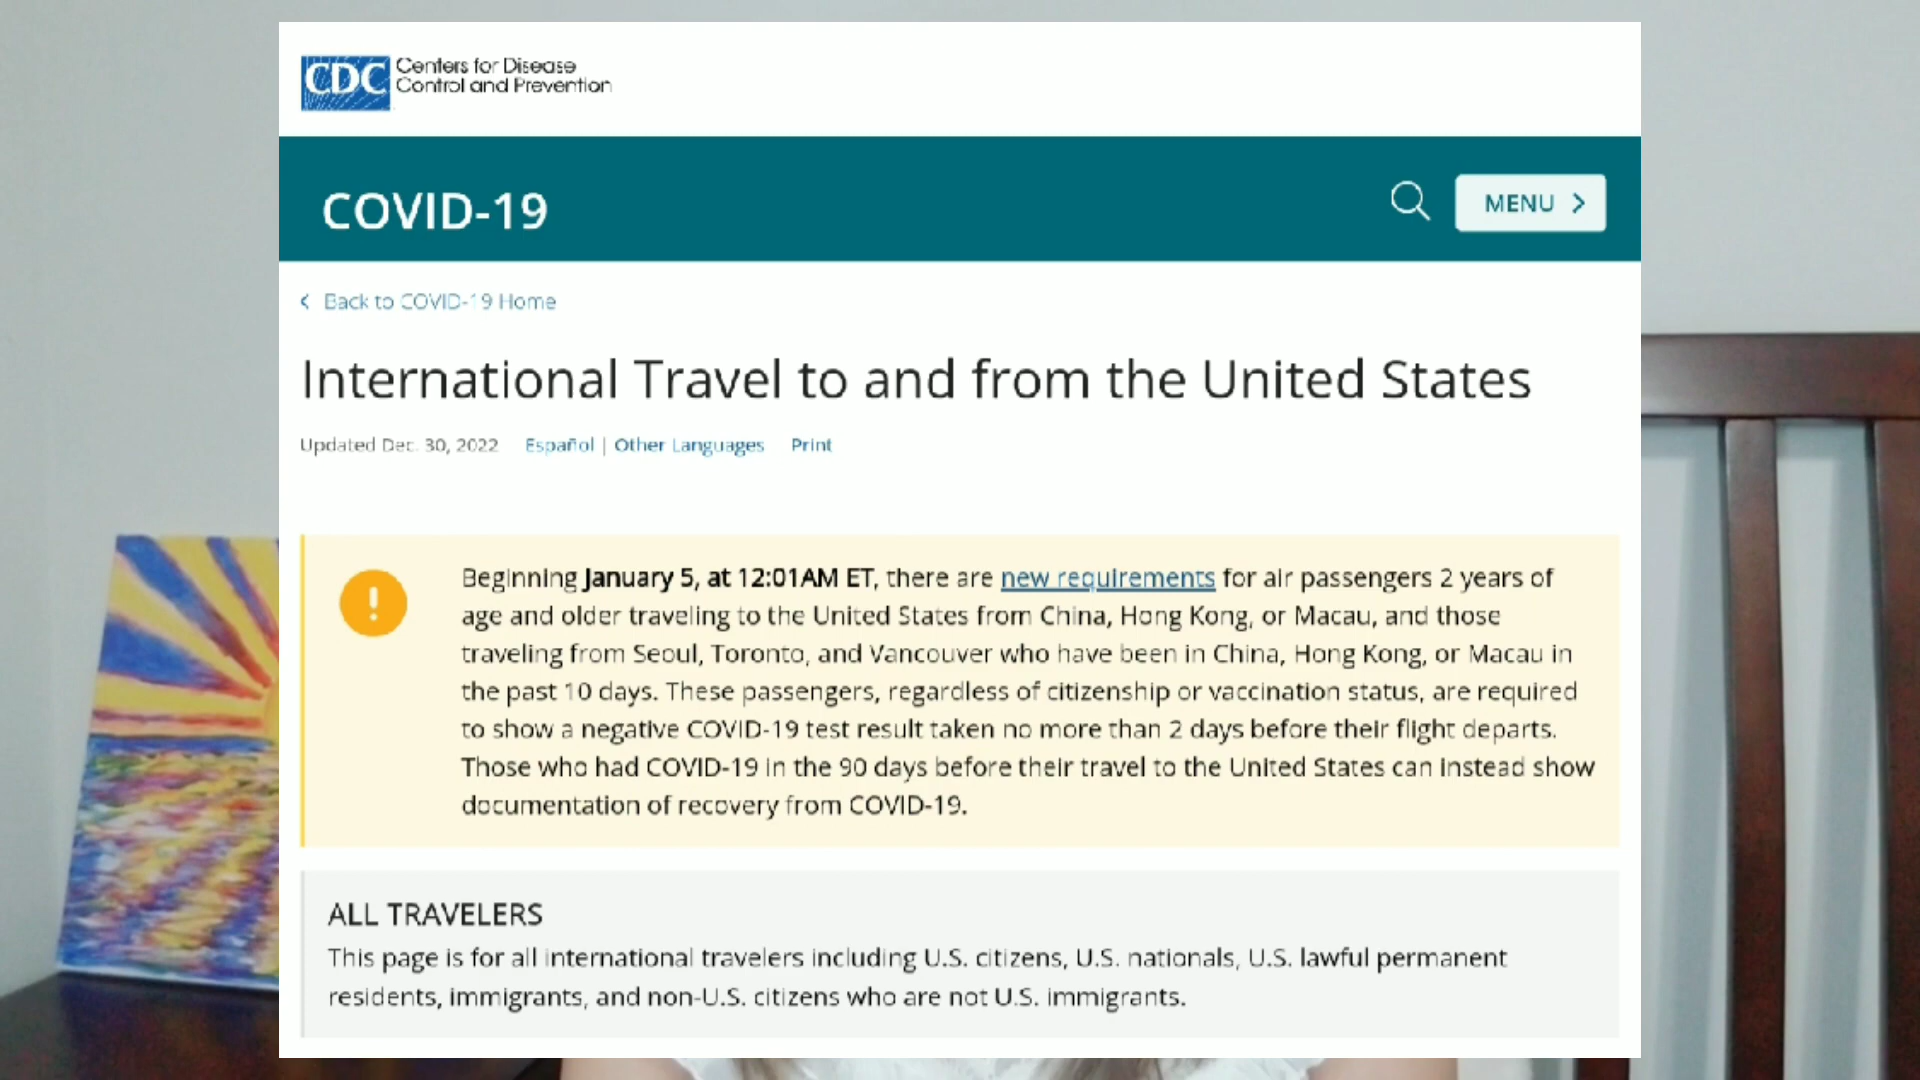 CDC
Centers for Disease
Control and Prevention
COVID-19
MENU
Back to COVID-19 Home
International Travel to and from the United States
Updated Dec. 30, 2022 Español | Other Languages Print
Beginning January 5, at 12:01AM ET, there are new requirements for air passengers 2 years of
age and older traveling to the United States from China, Hong Kong, or Macau, and those
traveling from Seoul, Toronto, and Vancouver who have been in China, Hong Kong, or Macau in
the past 10 days. These passengers, regardless of citizenship or vaccination status, are required
to show a negative COVID-19 test result taken no more than 2 days before their flight departs.
Those who had COVID-19 in the 90 days before their travel to the United States can instead show
documentation of recovery from COVID-19.
ALL TRAVELERS
This page is for all international travelers including U.S. citizens, U.S. nationals, U.S. lawful permanent
residents, immigrants, and non-U.S. citizens who are not U.S. immigrants.